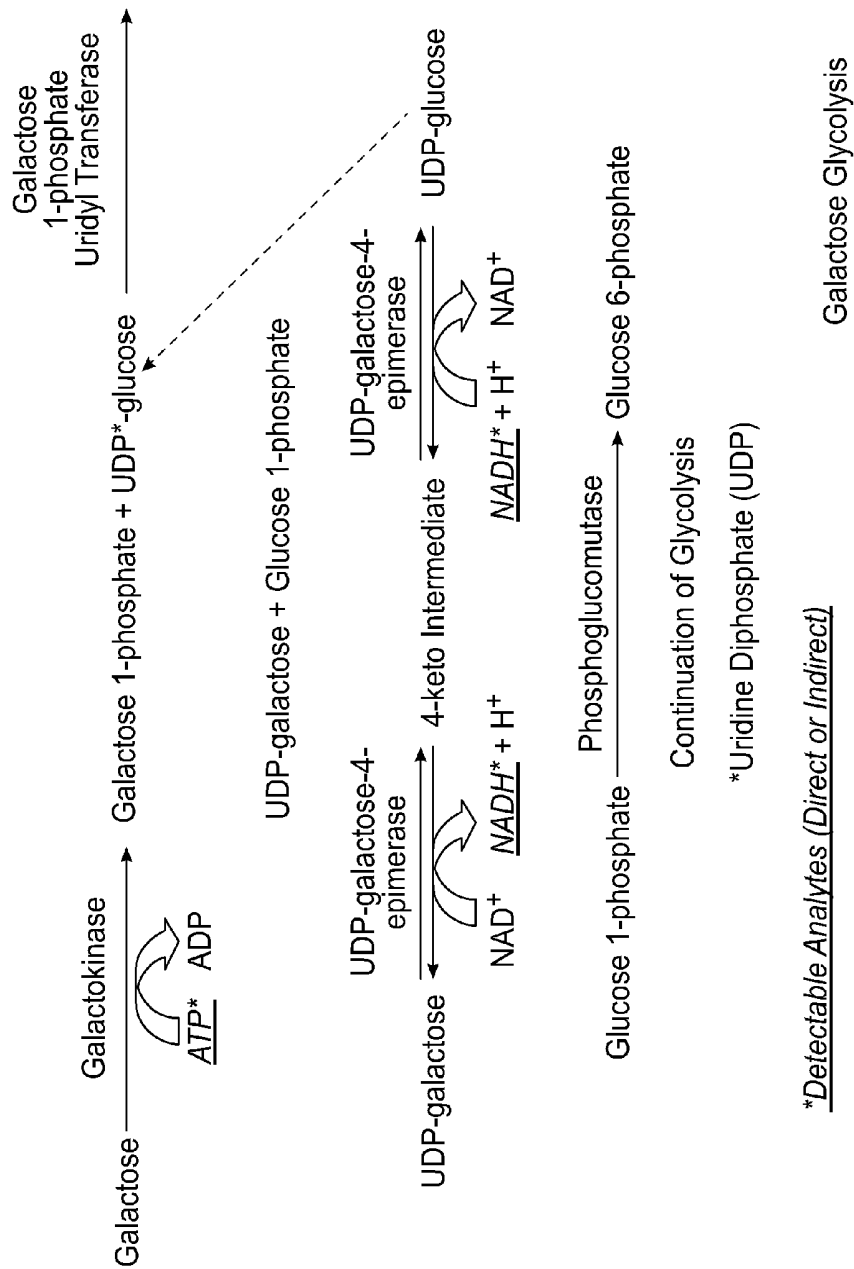 Galactose
Galactokinase
ATP*
ADP
Galactose 1-phosphate + UDP*-glucose
Galactose
1-phosphate
Uridyl Transferase
UDP-galactose + Glucose 1-phosphate
UDP-galactose
UDP-galactose-4-
epimerase
NAD+
NADH* + H+
4-keto Intermediate
UDP-galactose-4-
epimerase
NADH* + H+
NAD+
UDP-glucose
Glucose 1-phosphate
Phosphoglucomutase
Glucose 6-phosphate
Continuation of Glycolysis
*Uridine Diphosphate (UDP)
*Detectable Analytes (Direct or Indirect)
Galactose Glycolysis